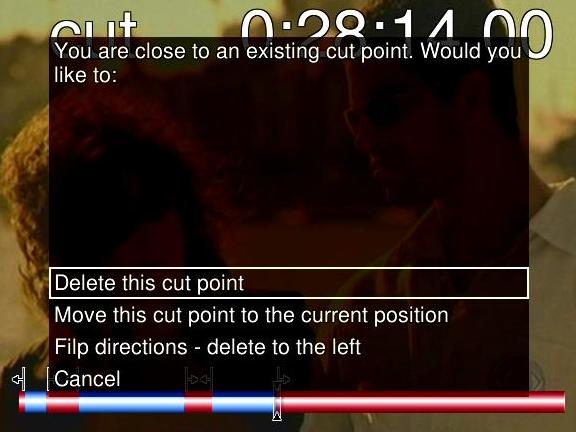 cut 0:28:14.00
You are close to an existing cut point. Would you
like to:
Delete this cut point
Move this cut point to the current position
Filp directions - delete to the left
Cancel